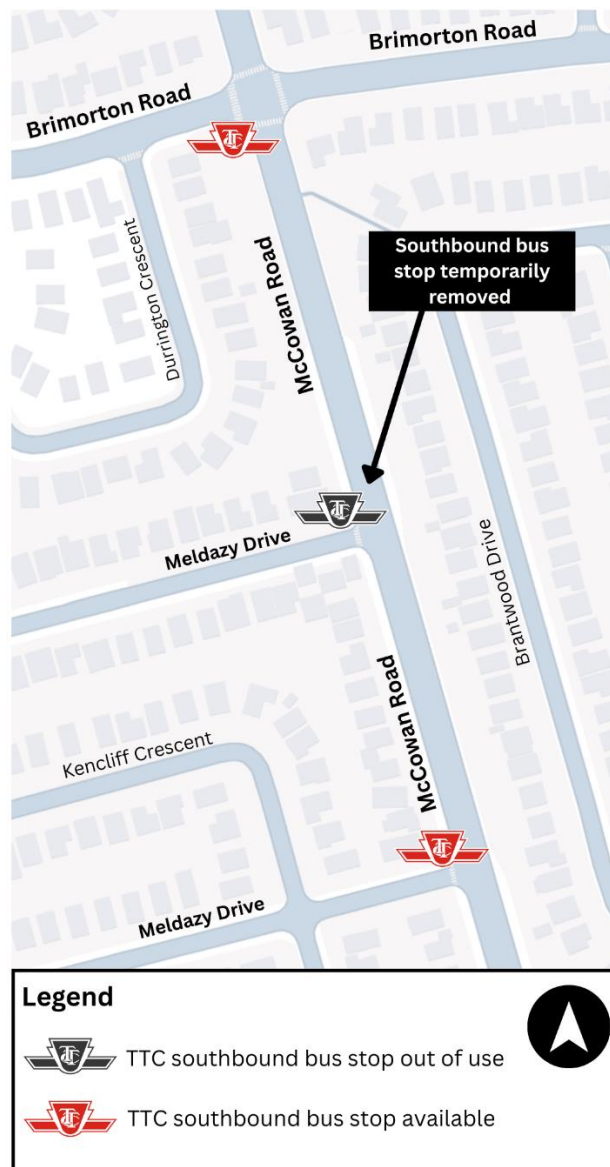 Brimorton Road
Brimorton Road
Durington Crescent
McCowan Road
Southbound bus
stop temporarily
removed
Meldazy Drive
Brantwood Drive
McCowan Road
Kencliff Crescent
Meldazy Drive
Legend
TTC southbound bus stop out of use
TTC southbound bus stop available